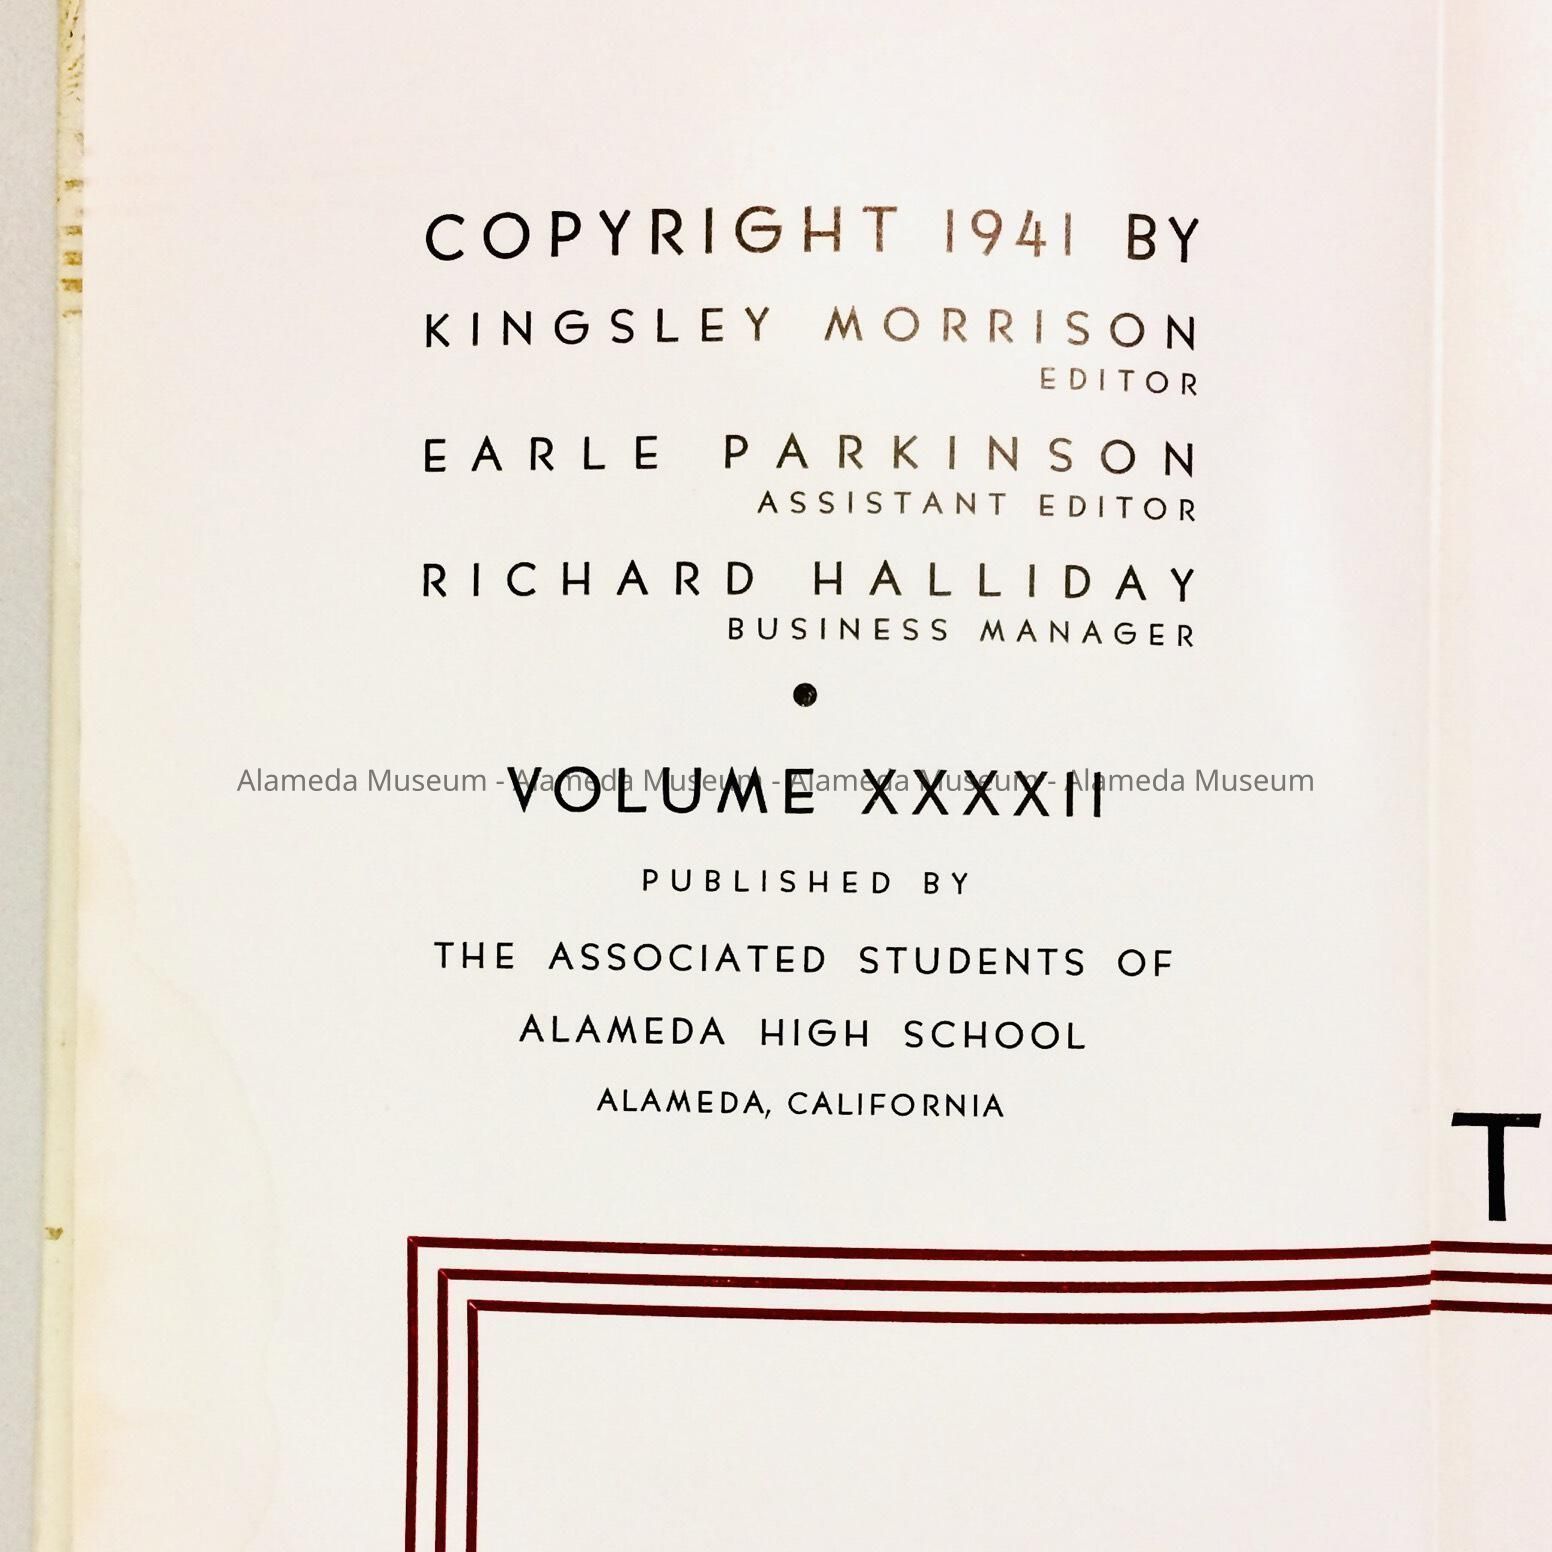 COPYRIGHT 1941 BY
KINGSLEY MORRISON
EDITOR
EARLE PARKINSON
ASSISTANT EDITOR
RICHARD HALLIDAY
BUSINESS MANAGER
VOLUME XXXXII
Alameda Museum - Alameda Museum - Alameda Museum - Alameda Museum
PUBLISHED BY
THE ASSOCIATED STUDENTS OF
ALAMEDA HIGH SCHOOL
ALAMEDA, CALIFORNIA
T